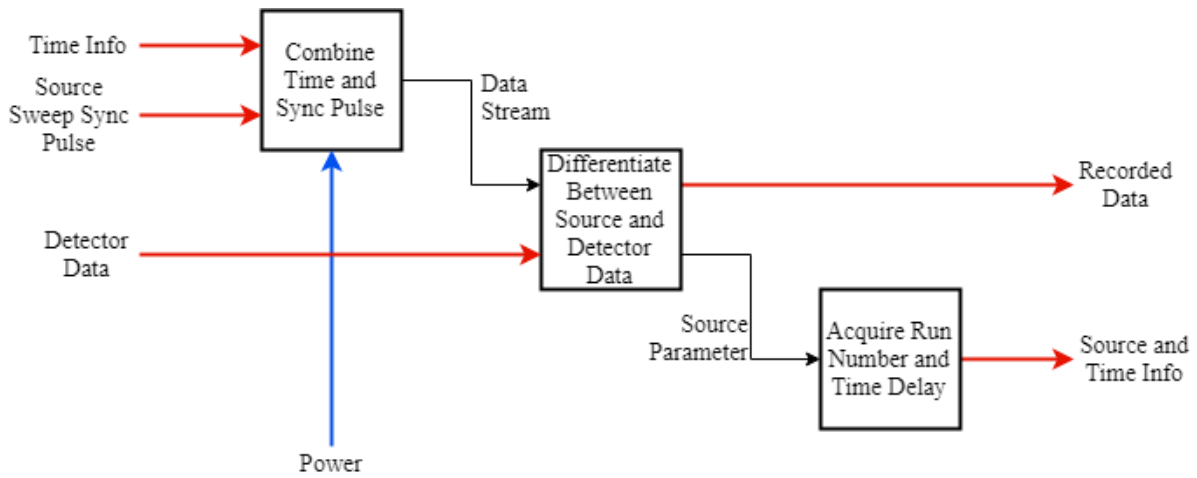 Time Info
Source
Sweep Sync
Pulse
Combine
Time and
Sync Pulse
Data
Stream
Detector
Data
Differentiate
Between
Source and
Detector
Data
Recorded
Data
Source
Parameter
Acquire Run
Number and
Time Delay
Source and
Time Info
Power